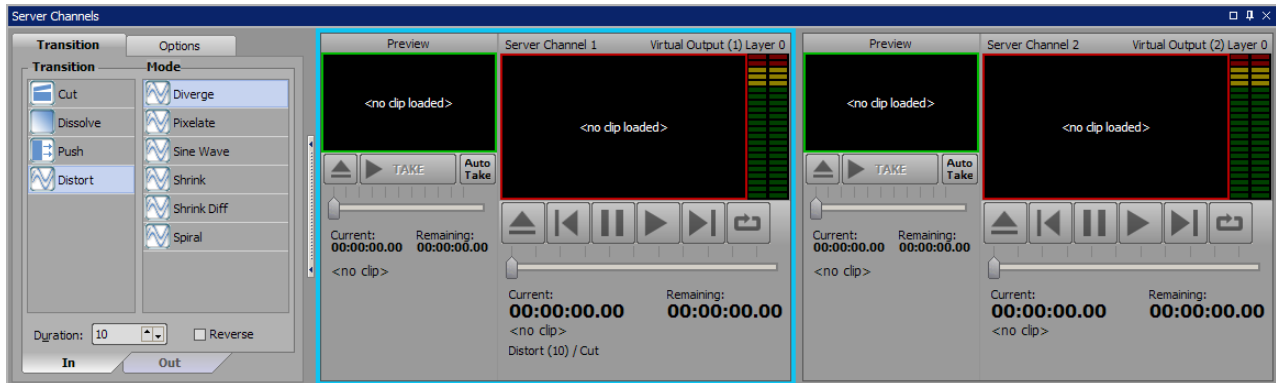 Server Channels
Transition Options
Transition Mode
Cut
Dissolve
Push
Distort
Diverge
Pixelate
Sine Wave
Shrink
Shrink Diff
Spiral
Duration: 10 Reverse
In Out
Preview
<no clip loaded>
TAKE
Auto
Take
Current: Remaining:
00:00:00.00 00:00:00.00
<no clip>
Server Channel 1 Virtual Output (1) Layer 0
<no clip loaded>
Current: Remaining:
00:00:00.00 00:00:00.00
<no clip>
Distort (10) / Cut
Preview
<no clip loaded>
TAKE
Auto
Take
Current: Remaining:
00:00:00.00 00:00:00.00
<no clip>
Server Channel 2 Virtual Output (2) Layer 0
<no clip loaded>
Current: Remaining:
00:00:00.00 00:00:00.00
<no clip>